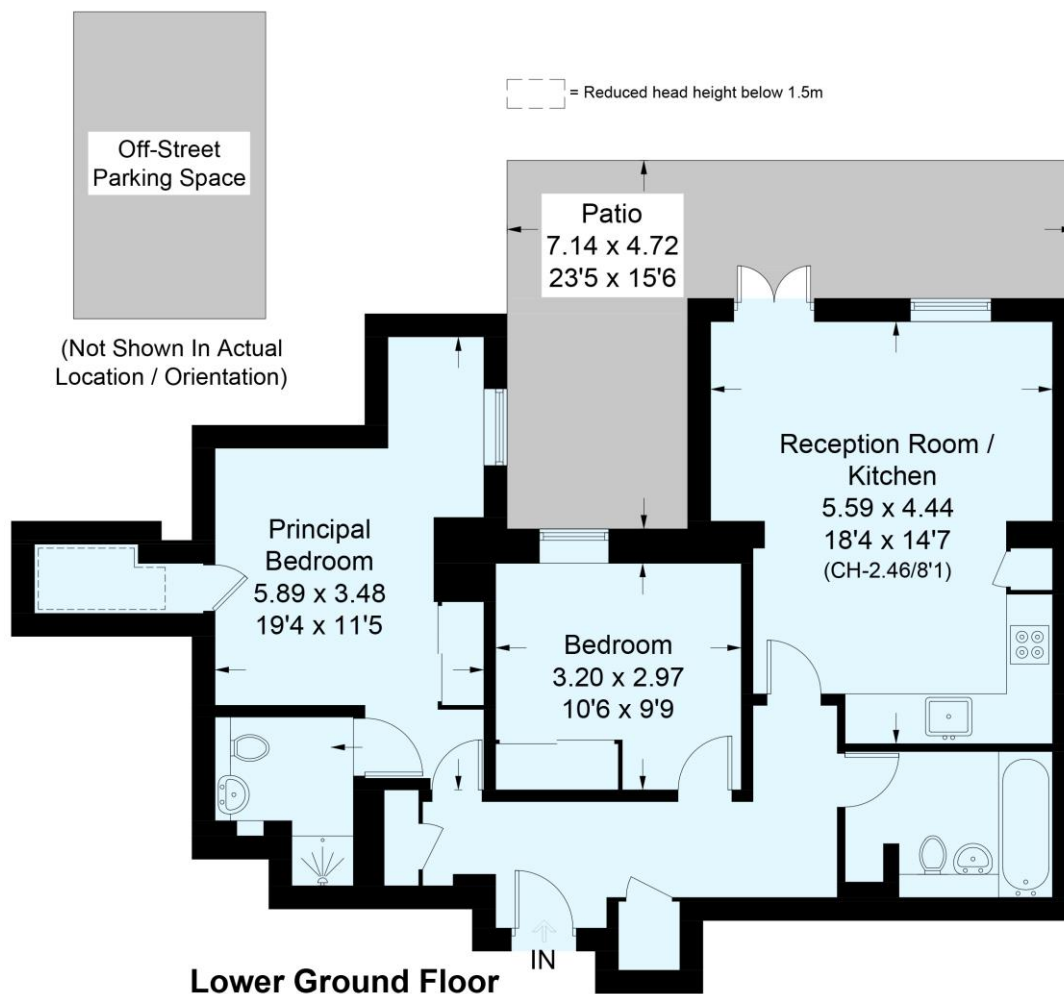 Off-Street
Parking Space
(Not Shown In Actual
Location / Orientation)
= Reduced head height below 1.5m
Patio
7.14 x 4.72
23'5 x 15'6
Reception Room /
Kitchen
5.59 x 4.44
18'4 x 14'7
(CH-2.46/8'1)
Principal
Bedroom
5.89 x 3.48
19'4 x 11'5
Bedroom
3.20 x 2.97
10'6 x 9'9
IN
Lower Ground Floor